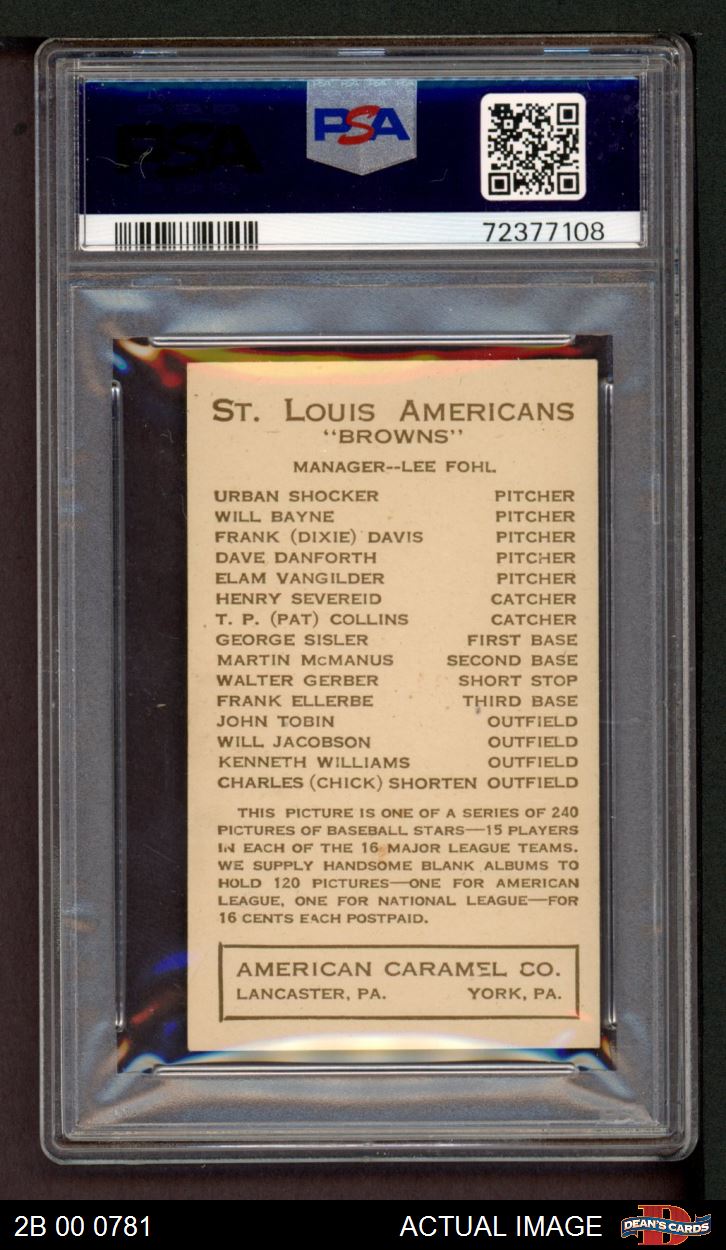 PSA
PSA
72377108
ST. LOUIS AMERICANS
"BROWNS"
MANAGER--LEE FOHL
URBAN SHOCKER PITCHER
WILL BAYNE PITCHER
FRANK (DIXIE) DAVIS PITCHER
DAVE DANFORTH PITCHER
ELAM VANGILDER PITCHER
HENRY SEVEREID CATCHER
T. P. (PAT) COLLINS CATCHER
GEORGE SISLER FIRST BASE
MARTIN McMANUS SECOND BASE
WALTER GERBER SHORT STOP
FRANK ELLERBE THIRD BASE
JOHN TOBIN OUTFIELD
WILL JACOBSON OUTFIELD
KENNETH WILLIAMS OUTFIELD
CHARLES (CHICK) SHORTEN OUTFIELD
THIS PICTURE IS ONE OF A SERIES OF 240
PICTURES OF BASEBALL STARS—15 PLAYERS
IN EACH OF THE 16 MAJOR LEAGUE TEAMS.
WE SUPPLY HANDSOME BLANK ALBUMS TO
HOLD 120 PICTURES—ONE FOR AMERICAN
LEAGUE, ONE FOR NATIONAL LEAGUE—FOR
16 CENTS EACH POSTPAID.
AMERICAN CARAMEL CO.
LANCASTER, PA. YORK, PA.
2B 00 0781 ACTUAL IMAGE DEAN'S CARDS